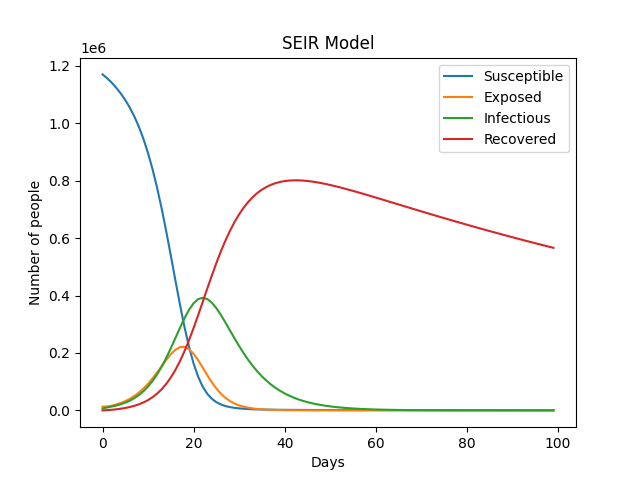 SEIR Model
1e6
1.2
1.0
0.8
0.6
0.4
0.2
0.0
Number of people
Susceptible
Exposed
Infectious
Recovered
0 20 40 60 80 100
Days